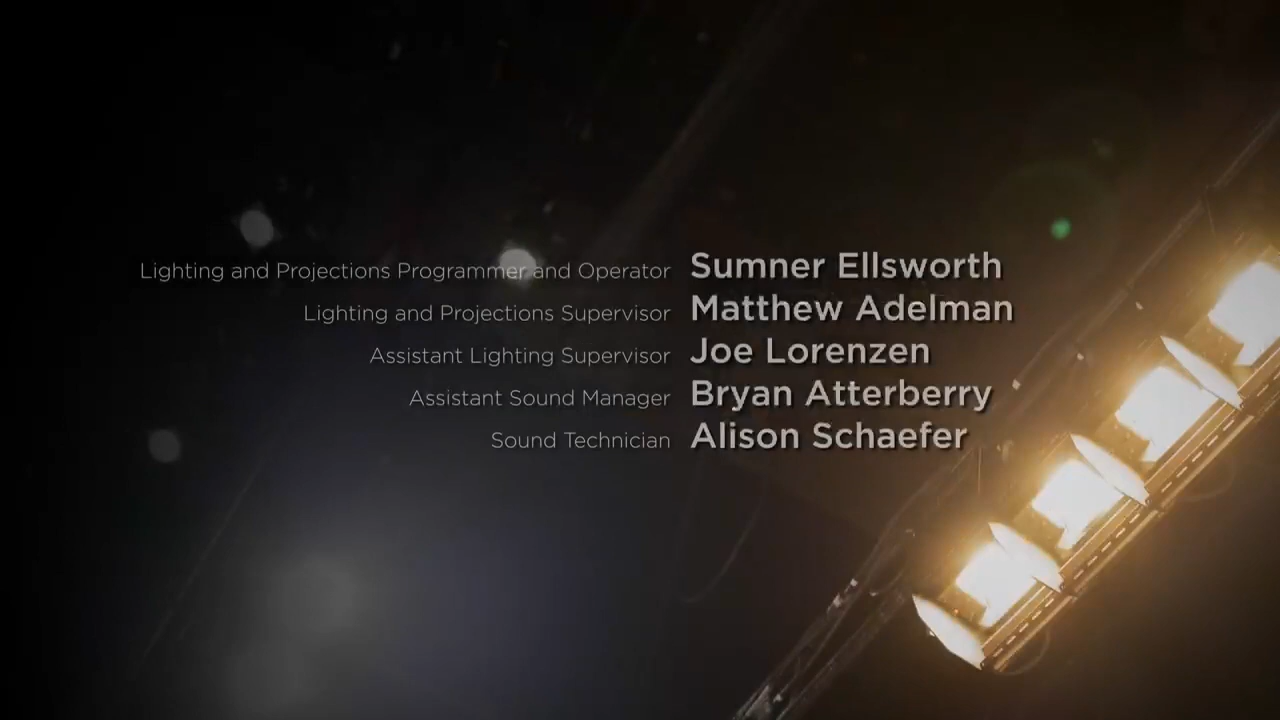 Lighting and Projections Programmer and Operator Sumner Ellsworth
Lighting and Projections Supervisor Matthew Adelman
Assistant Lighting Supervisor Joe Lorenzen
Assistant Sound Manager Bryan Atterberry
Sound Technician Alison Schaefer